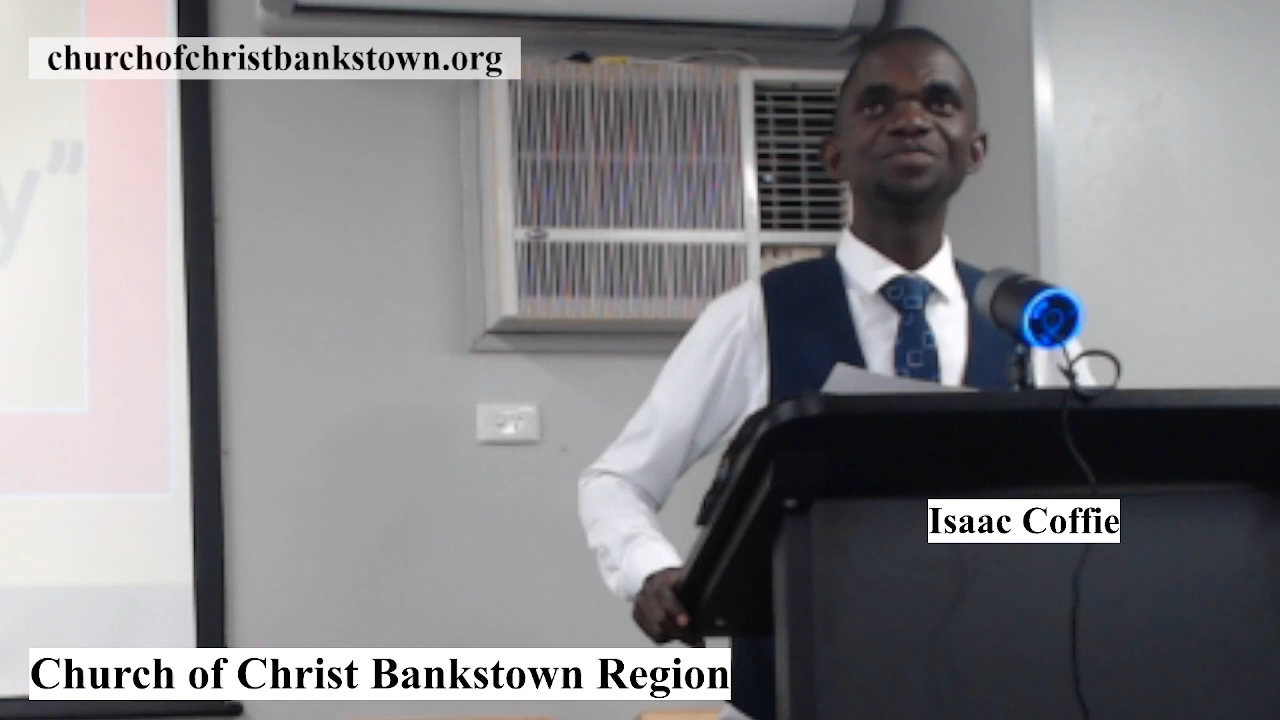 churchofchristbankstown.org
y”
Isaac Coffie
Church of Christ Bankstown Region